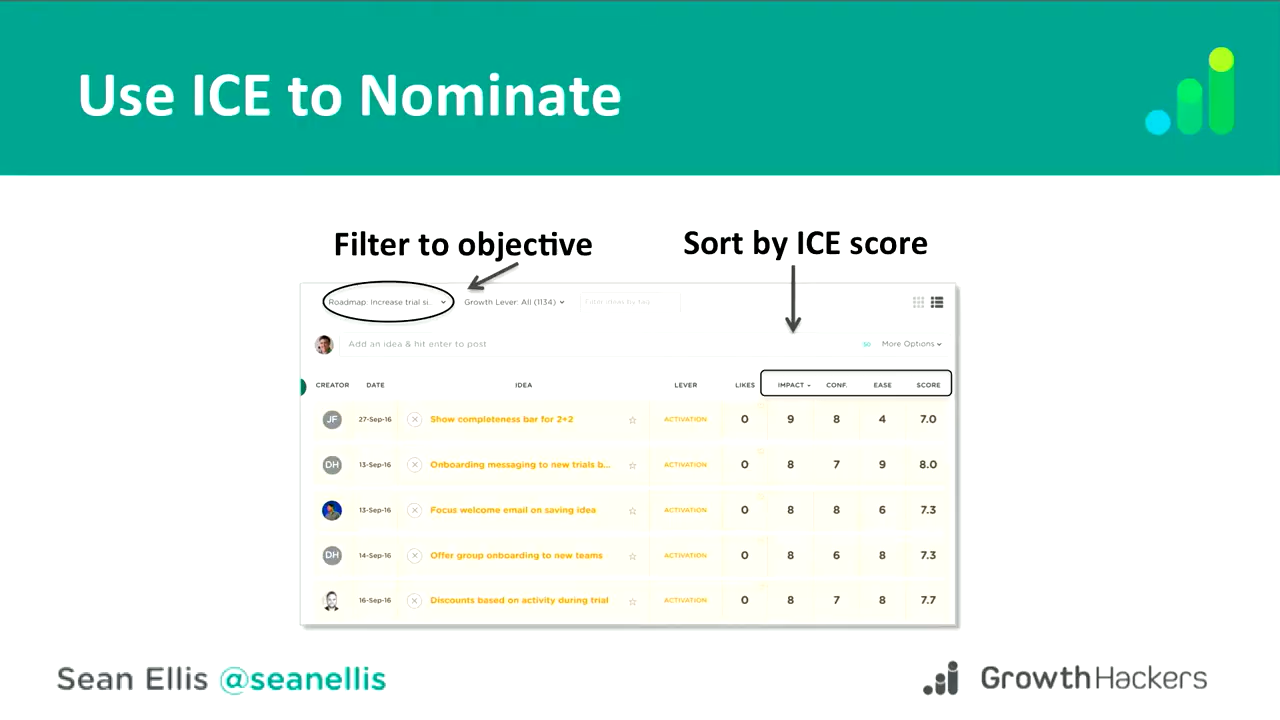 Use ICE to Nominate
Filter to objective
Sort by ICE score
Roadmap: Increase trial si..
Growth Lever: All (1134)
Filter ideas by tag
Add an idea & hit enter to post
More Options
CREATOR DATE IDEA LEVER LIKES IMPACT CONF. EASE SCORE
JF 27-Sep-16 Show completeness bar for 2+2 ACTIVATION 0 9 8 4 7.0
DH 13-Sep-16 Onboarding messaging to new trials b... ACTIVATION 0 8 7 9 8.0
13-Sep-16 Focus welcome email on saving idea ACTIVATION 0 8 8 6 7.3
DH 14-Sep-16 Offer group onboarding to new teams ACTIVATION 0 8 6 8 7.3
16-Sep-16 Discounts based on activity during trial ACTIVATION 0 8 7 8 7.7
Sean Ellis @seanellis
GrowthHackers